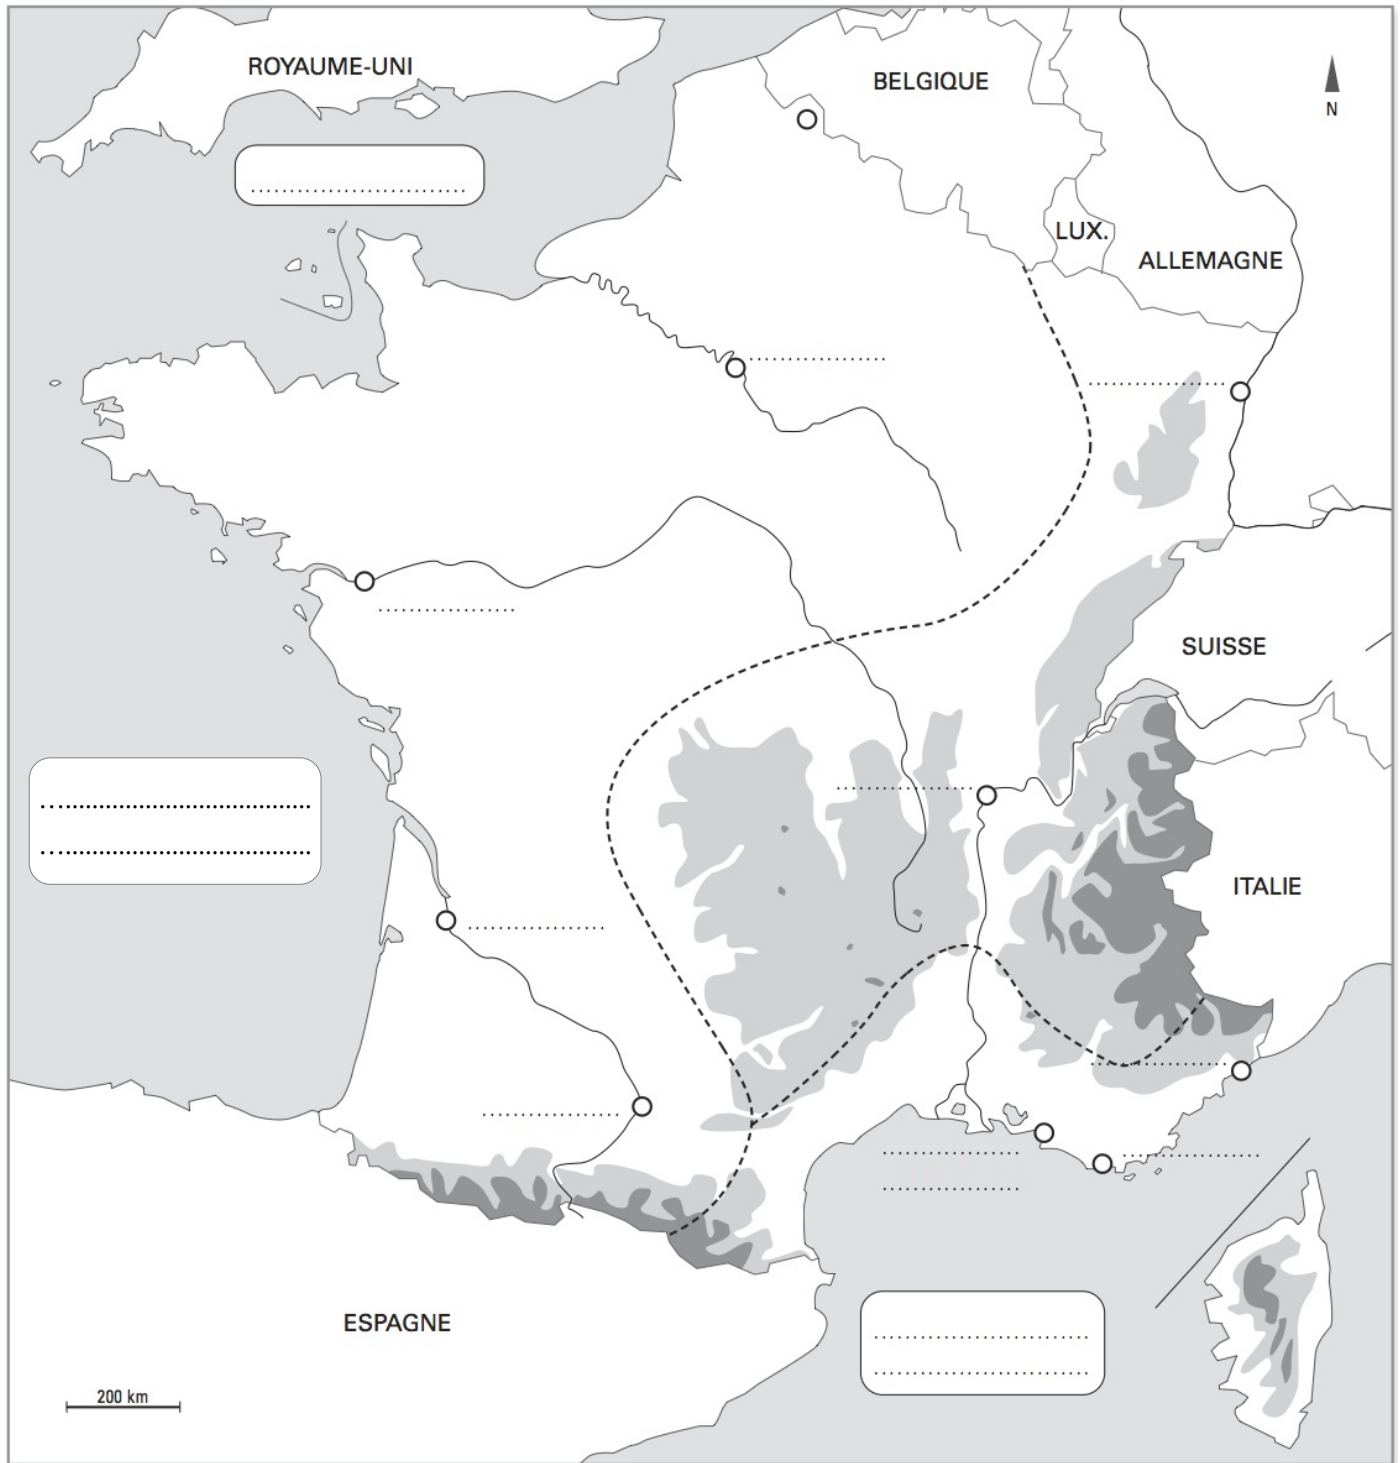 ROYAUME-UNI
BELGIQUE
N
LUX.
ALLEMAGNE
SUISSE
ITALIE
ESPAGNE
200 km